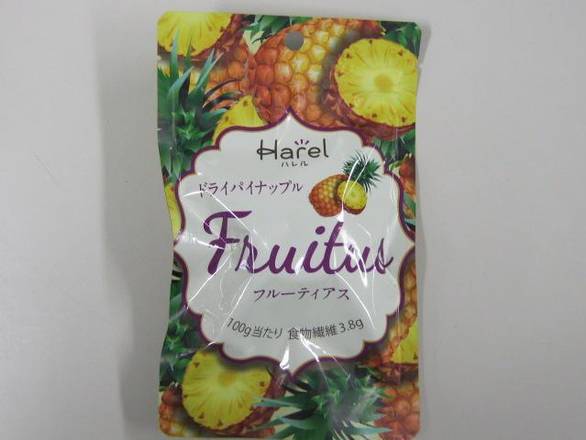 Harel
ハレル
ドライパイナップル
Fruitus
フルーティアス
100g当たり 食物繊維3.8g